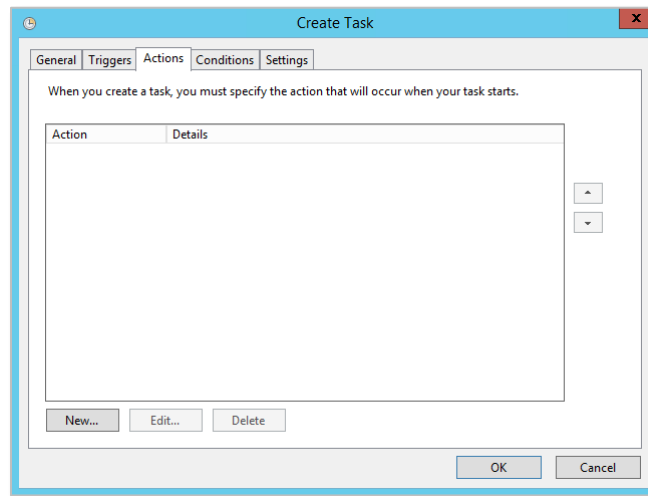 Create Task
x
General Triggers Actions Conditions Settings
When you create a task, you must specify the action that will occur when your task starts.
Action Details
New... Edit... Delete
OK Cancel